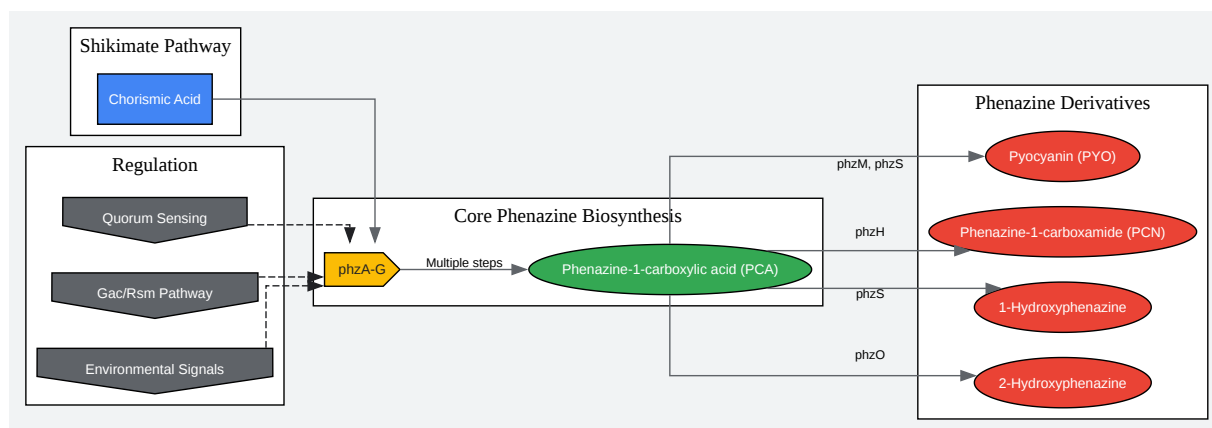 Shikimate Pathway
Chorismic Acid
Regulation
Quorum Sensing
Gac/Rsm Pathway
Environmental Signals
Core Phenazine Biosynthesis
phzA-G
Multiple steps
Phenazine-1-carboxylic acid (PCA)
phzM, phzS
phzH
phzS
phzO
Phenazine Derivatives
Pyocyanin (PYO)
Phenazine-1-carboxamide (PCN)
1-Hydroxyphenazine
2-Hydroxyphenazine